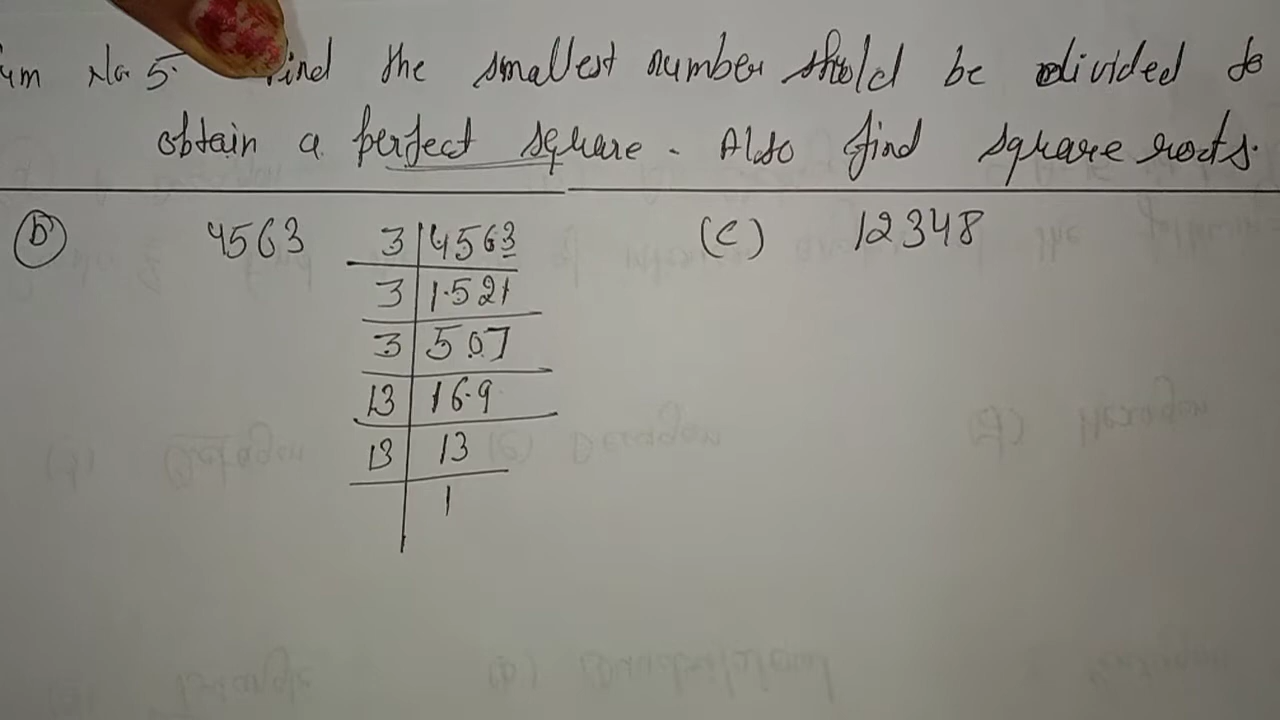 No. 5. Find the smallest number should be divided to
obtain a perfect square. Also find square roots.
(b) 4563
3 | 4563
3 | 1521
3 | 507
13 | 169
13 | 13
1
(c) 12348